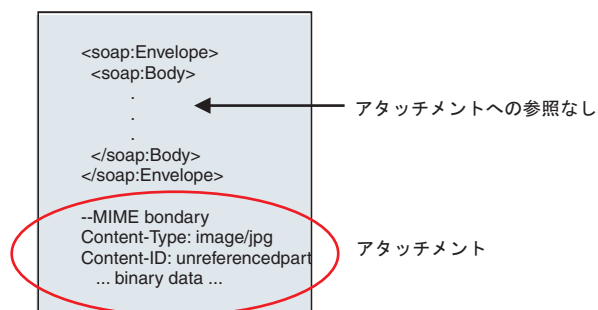 <soap:Envelope>
<soap:Body>
.
.
.
アタッチメントへの参照なし
</soap:Body>
</soap:Envelope>
--MIME bondary
Content-Type: image/jpg
Content-ID: unreferencedpart
... binary data ...
アタッチメント